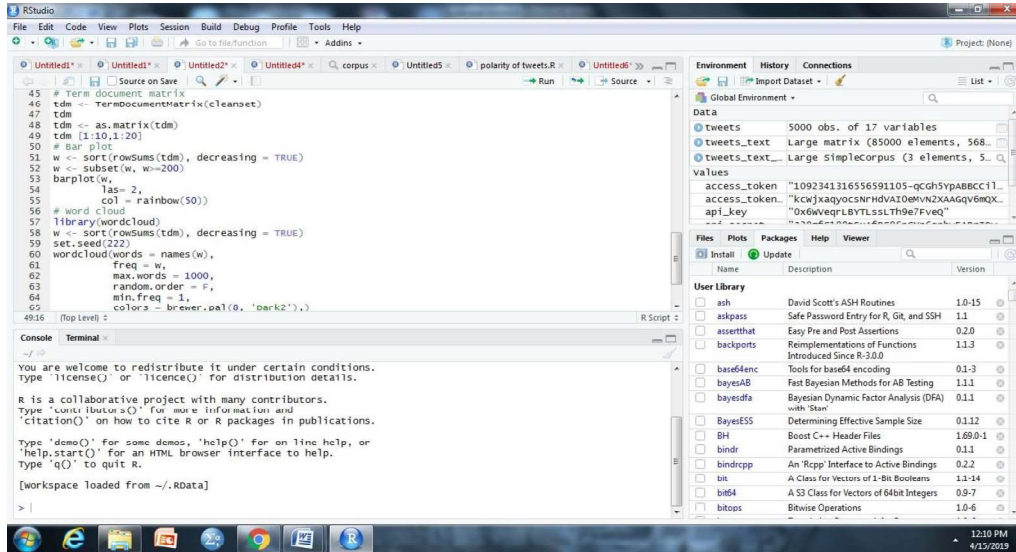 RStudio
File Edit Code View Plots Session Build Debug Profile Tools Help
Go to file/function Addins
Project: (None)
Untitled1* Untitled1* Untitled2* Untitled4* corpus Untitled5 polarity of tweets.R Untitled6*
Source on Save Run Source
45 # Term document matrix
46 tdm <- TermDocumentMatrix(cleanset)
47 tdm
48 tdm <- as.matrix(tdm)
49 tdm [1:10,1:20]
50 # Bar plot
51 w <- sort(rowSums(tdm), decreasing = TRUE)
52 w <- subset(w, w>=200)
53 barplot(w,
54 las= 2,
55 col = rainbow(50))
56 # Word cloud
57 library(wordcloud)
58 w <- sort(rowSums(tdm), decreasing = TRUE)
59 set.seed(222)
60 wordcloud(words = names(w),
61 freq = w,
62 max.words = 1000,
63 random.order = F,
64 min.freq = 1,
65 colors = brewer.pal(8, 'Dark2'),)
49:16 (Top Level) R Script
Console Terminal
~/
You are welcome to redistribute it under certain conditions.
Type 'license()' or 'licence()' for distribution details.
R is a collaborative project with many contributors.
Type 'contributors()' for more information and
'citation()' on how to cite R or R packages in publications.
Type 'demo()' for some demos, 'help()' for on-line help, or
'help.start()' for an HTML browser interface to help.
Type 'q()' to quit R.
[Workspace loaded from ~/.RData]
>
Environment History Connections
Import Dataset List
Global Environment
Data
tweets 5000 obs. of 17 variables
tweets_text Large matrix (85000 elements, 568…
tweets_text_… Large SimpleCorpus (3 elements, 5…
values
access_token
access_token…
api_key
Files Plots Packages Help Viewer
Install Update
Name Description Version
User Library
ash David Scott's ASH Routines 1.0-15
askpass Safe Password Entry for R, Git, and SSH 1.1
assertthat Easy Pre and Post Assertions 0.2.0
backports Reimplementations of Functions 1.1.3
Introduced Since R-3.0.0
base64enc Tools for base64 encoding 0.1-3
bayesAB Fast Bayesian Methods for AB Testing 1.1.1
bayesdfa Bayesian Dynamic Factor Analysis (DFA) 0.1.1
with 'Stan'
BayesESS Determining Effective Sample Size 0.1.12
BH Boost C++ Header Files 1.69.0-1
bindr Parametrized Active Bindings 0.1.1
bindrcpp An 'Rcpp' Interface to Active Bindings 0.2.2
bit A Class for Vectors of 1-Bit Booleans 1.1-14
bit64 A S3 Class for Vectors of 64bit Integers 0.9-7
bitops Bitwise Operations 1.0-6
12:10 PM
4/15/2019